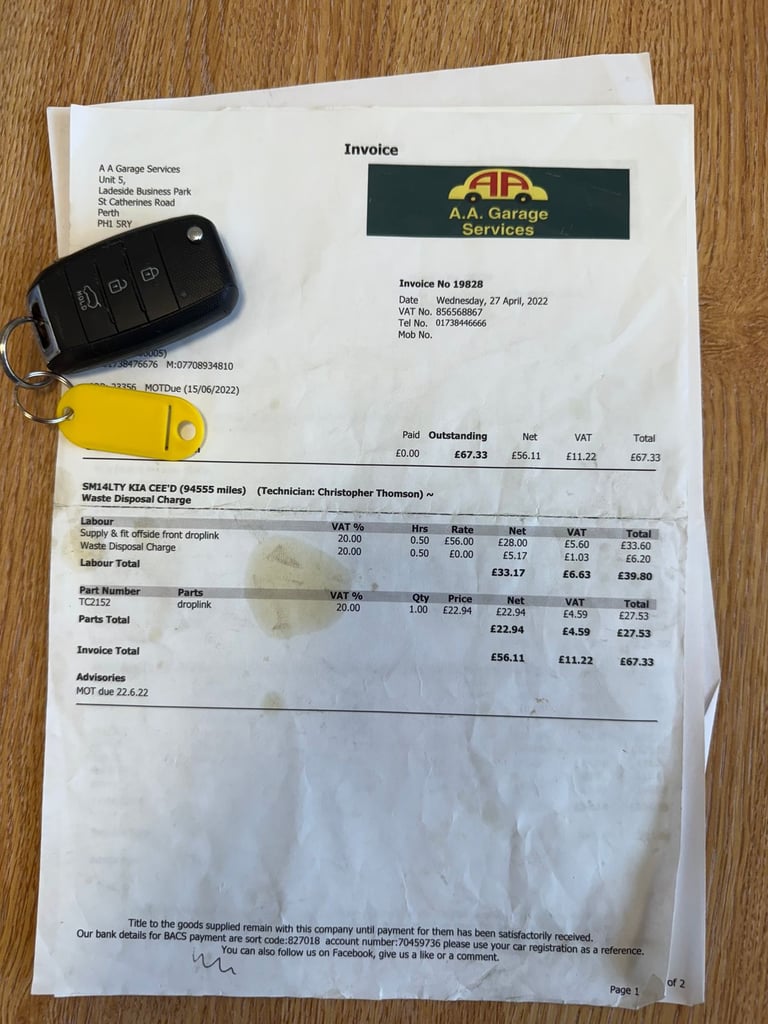 Invoice
A A Garage Services
Unit 5,
Ladeside Business Park
St Catherines Road
Perth
PH1 5RY
AA
A.A. Garage
Services
Invoice No 19828
Date Wednesday, 27 April, 2022
VAT No. 856568867
Tel No. 01738446666
Mob No.
HOLD
01738476676 M:07708934810
23356 MOTDue (15/06/2022)
Paid Outstanding Net VAT Total
£0.00 £67.33 £56.11 £11.22 £67.33
SM14LTY KIA CEE'D (94555 miles) (Technician: Christopher Thomson) ~
Waste Disposal Charge
Labour VAT % Hrs Rate Net VAT Total
Supply & fit offside front droplink 20.00 0.50 £56.00 £28.00 £5.60 £33.60
Waste Disposal Charge 20.00 0.50 £0.00 £5.17 £1.03 £6.20
Labour Total £33.17 £6.63 £39.80
Part Number Parts VAT % Qty Price Net VAT Total
TC2152 droplink 20.00 1.00 £22.94 £22.94 £4.59 £27.53
Parts Total £22.94 £4.59 £27.53
Invoice Total £56.11 £11.22 £67.33
Advisories
MOT due 22.6.22
Title to the goods supplied remain with this company until payment for them has been satisfactorily received.
Our bank details for BACS payment are sort code:827018 account number:70459736 please use your car registration as a reference.
You can also follow us on Facebook, give us a like or a comment.
Page 1 of 2